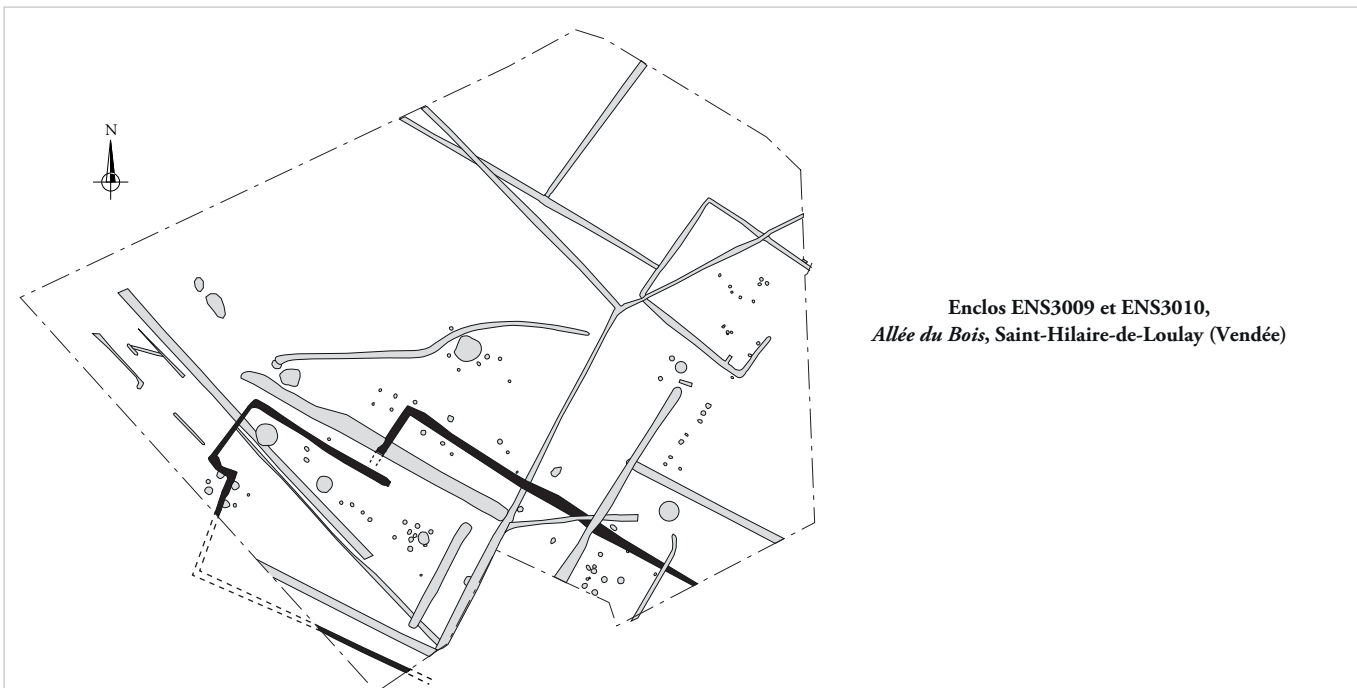 N
Enclos ENS3009 et ENS3010,
Allée du Bois, Saint-Hilaire-de-Loulay (Vendée)